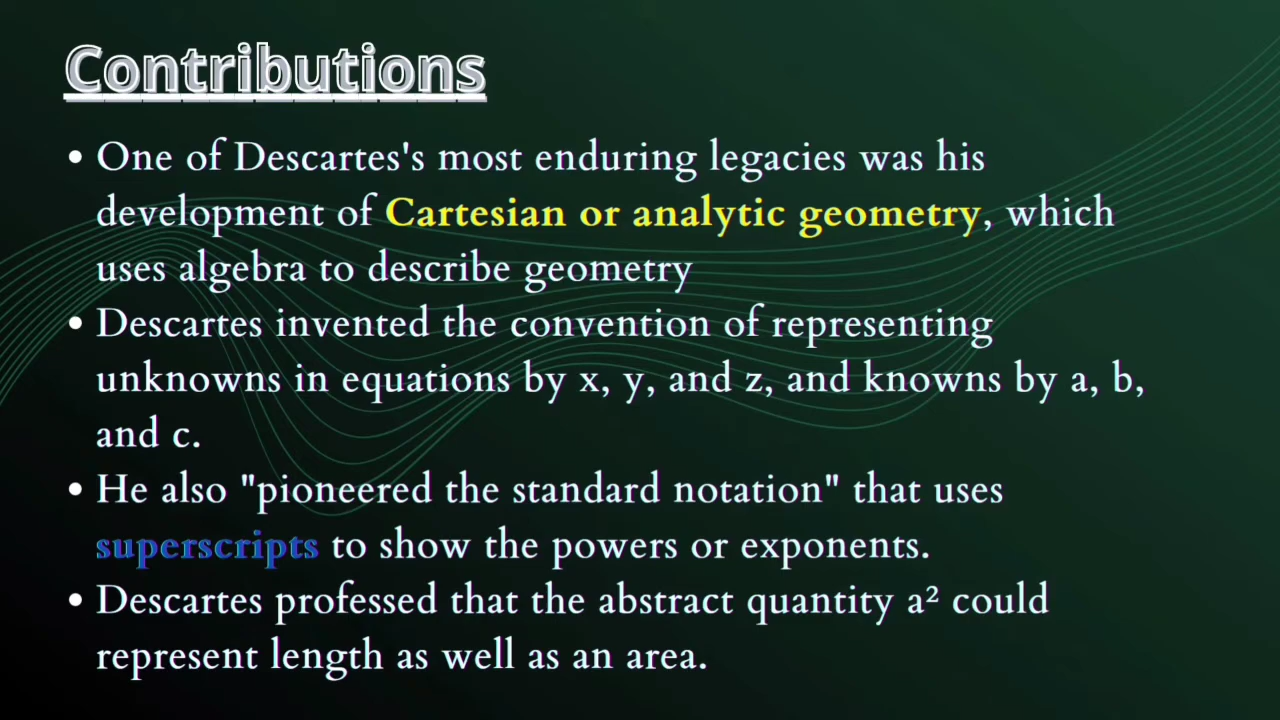 Contributions
• One of Descartes's most enduring legacies was his
development of Cartesian or analytic geometry, which
uses algebra to describe geometry
• Descartes invented the convention of representing
unknowns in equations by x, y, and z, and knowns by a, b,
and c.
• He also "pioneered the standard notation" that uses
superscripts to show the powers or exponents.
• Descartes professed that the abstract quantity a² could
represent length as well as an area.